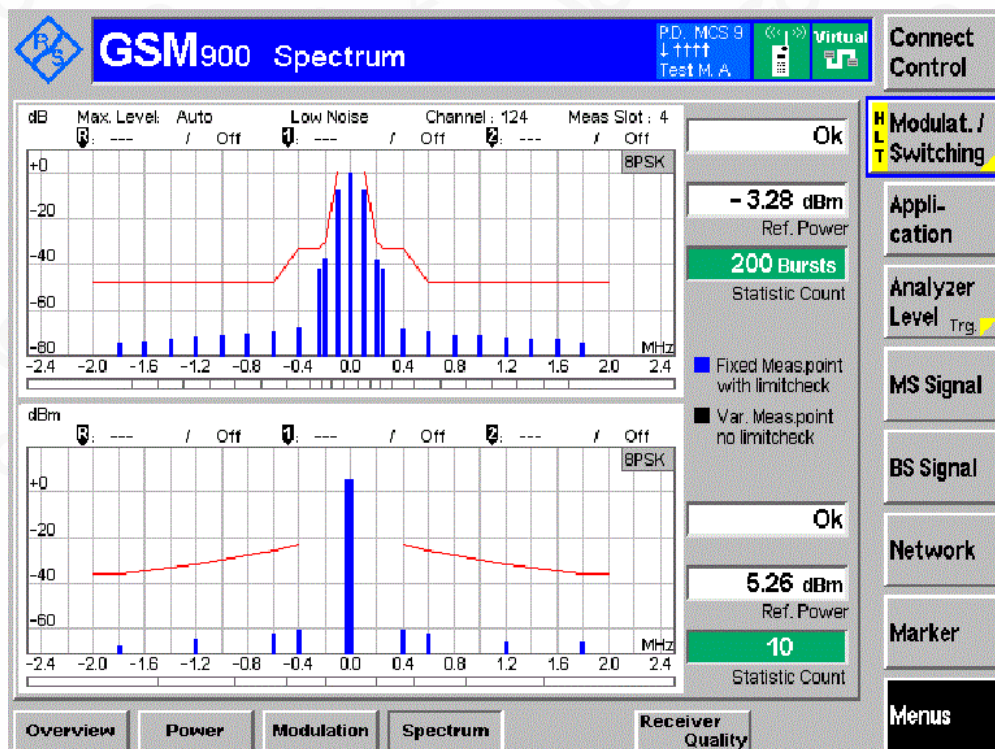 R/S
GSM900 Spectrum
P.D. MCS 9
↓ ↑↑↑↑
Test M. A.
Virtual
Connect Control
dB Max. Level: Auto Low Noise Channel : 124 Meas Slot : 4
R: --- / Off 1: --- / Off 2: --- / Off
8PSK
+0
-20
-40
-60
-80
MHz
-2.4 -2.0 -1.6 -1.2 -0.8 -0.4 0.0 0.4 0.8 1.2 1.6 2.0 2.4
Ok
- 3.28 dBm
Ref. Power
200 Bursts
Statistic Count
Fixed Meas.point
with limitcheck
Var. Meas.point
no limitcheck
dBm
R: --- / Off 1: --- / Off 2: --- / Off
8PSK
+0
-20
-40
-60
MHz
-2.4 -2.0 -1.6 -1.2 -0.8 -0.4 0.0 0.4 0.8 1.2 1.6 2.0 2.4
Ok
5.26 dBm
Ref. Power
10
Statistic Count
HLT
Modulat. /
Switching
Appli-
cation
Analyzer
Level Trg.
MS Signal
BS Signal
Network
Marker
Menus
Overview
Power
Modulation
Spectrum
Receiver
Quality